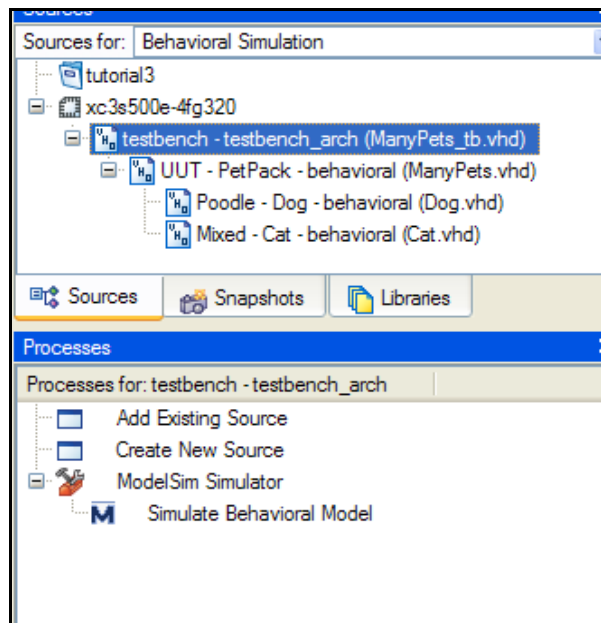 Sources
Sources for: Behavioral Simulation
tutorial3
xc3s500e-4fg320
testbench - testbench_arch (ManyPets_tb.vhd)
UUT - PetPack - behavioral (ManyPets.vhd)
Poodle - Dog - behavioral (Dog.vhd)
Mixed - Cat - behavioral (Cat.vhd)
Sources Snapshots Libraries
Processes
Processes for: testbench - testbench_arch
Add Existing Source
Create New Source
ModelSim Simulator
M Simulate Behavioral Model